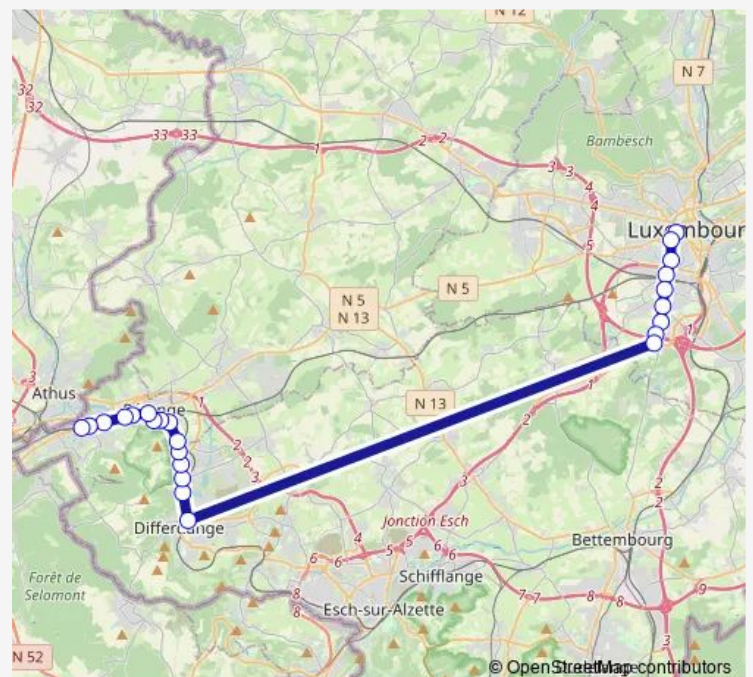 N 12
N 7
32
32
33 33
1
2 2
Bambësch
3 3
4
4
5
Luxembour
N 5
N 13
N 5
1
3
Athus
1
N 13
1
2
2
2
3
2
2
3
Differdange
Jonction Esch
4
5 5
6 6
6 6
Bettembourg
Schifflange
Forêt de
Selomont
8
8
7 7
8 8
9
Esch-sur-Alzette
3
N 52
© OpenStreetMap contributors